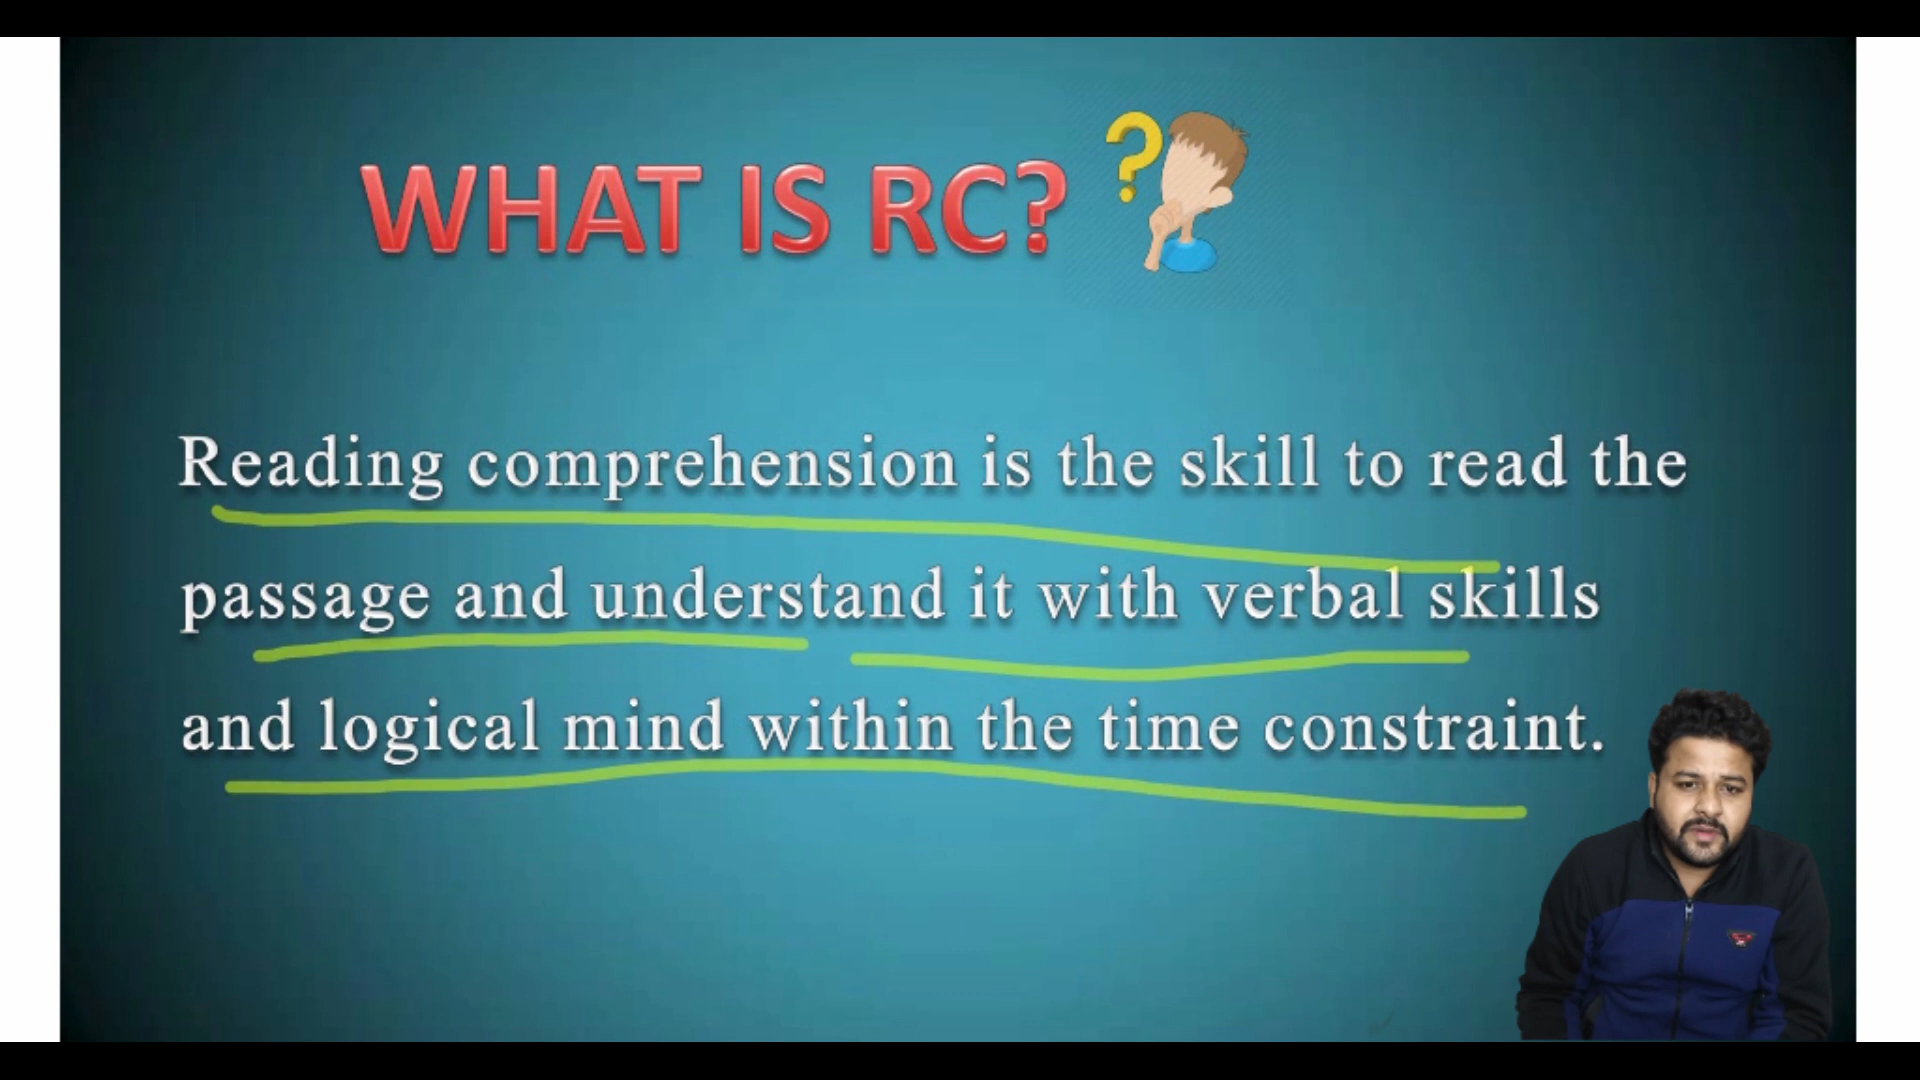 WHAT IS RC?
Reading comprehension is the skill to read the
passage and understand it with verbal skills
and logical mind within the time constraint.